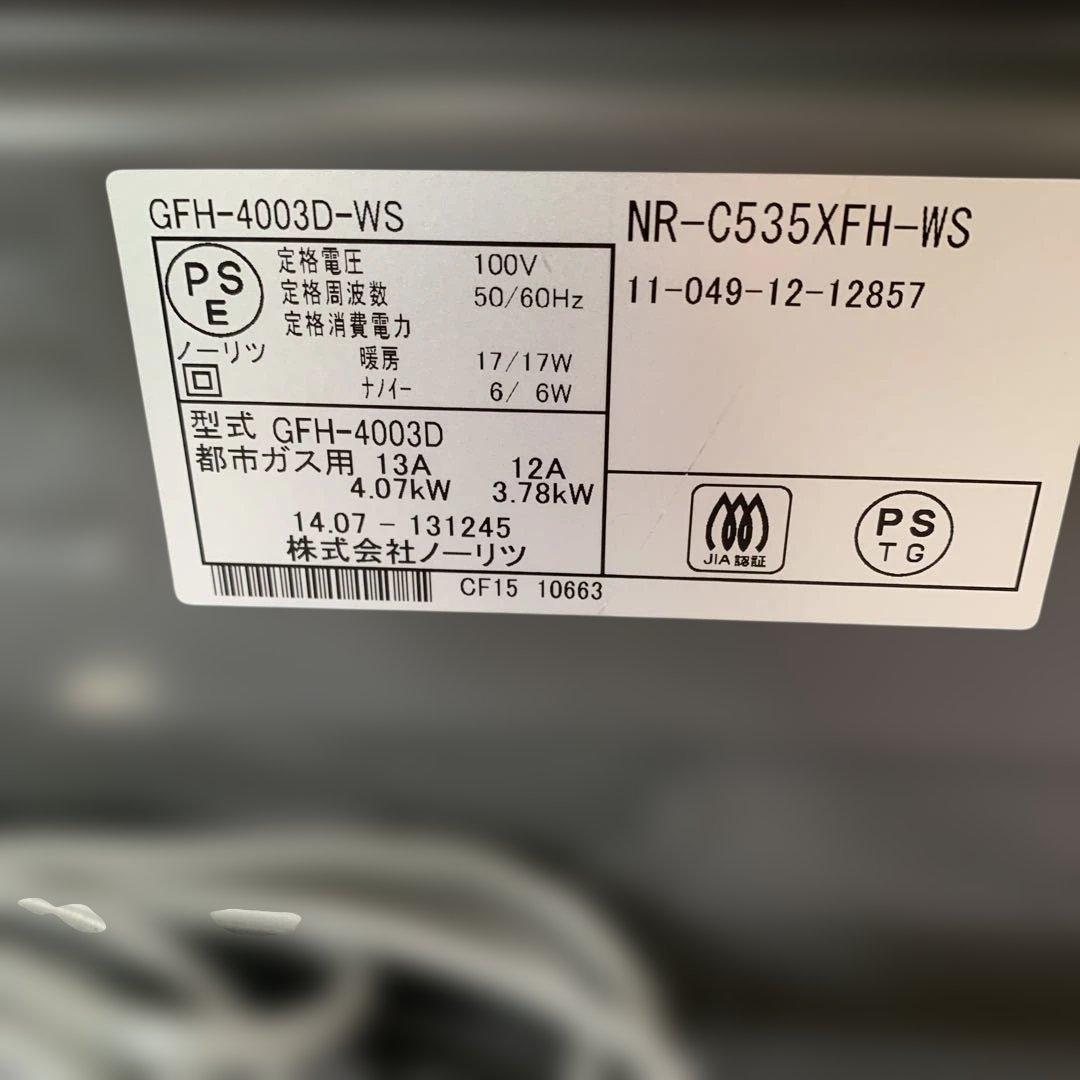 GFH-4003D-WS
PS
E
ノーリツ
定格電圧 100V
定格周波数 50/60Hz
定格消費電力
暖房 17/17W
ナノイー 6/ 6W
型式 GFH-4003D
都市ガス用 13A 12A
4.07kW 3.78kW
14.07 - 131245
株式会社ノーリツ
CF15 10663
NR-C535XFH-WS
11-049-12-12857
JIA 認証
PS
TG